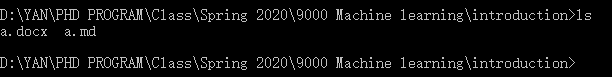 D:\YAN\PHD PROGRAM\Class\Spring 2020\9000 Machine learning\introduction>ls
a.docx  a.md
D:\YAN\PHD PROGRAM\Class\Spring 2020\9000 Machine learning\introduction>